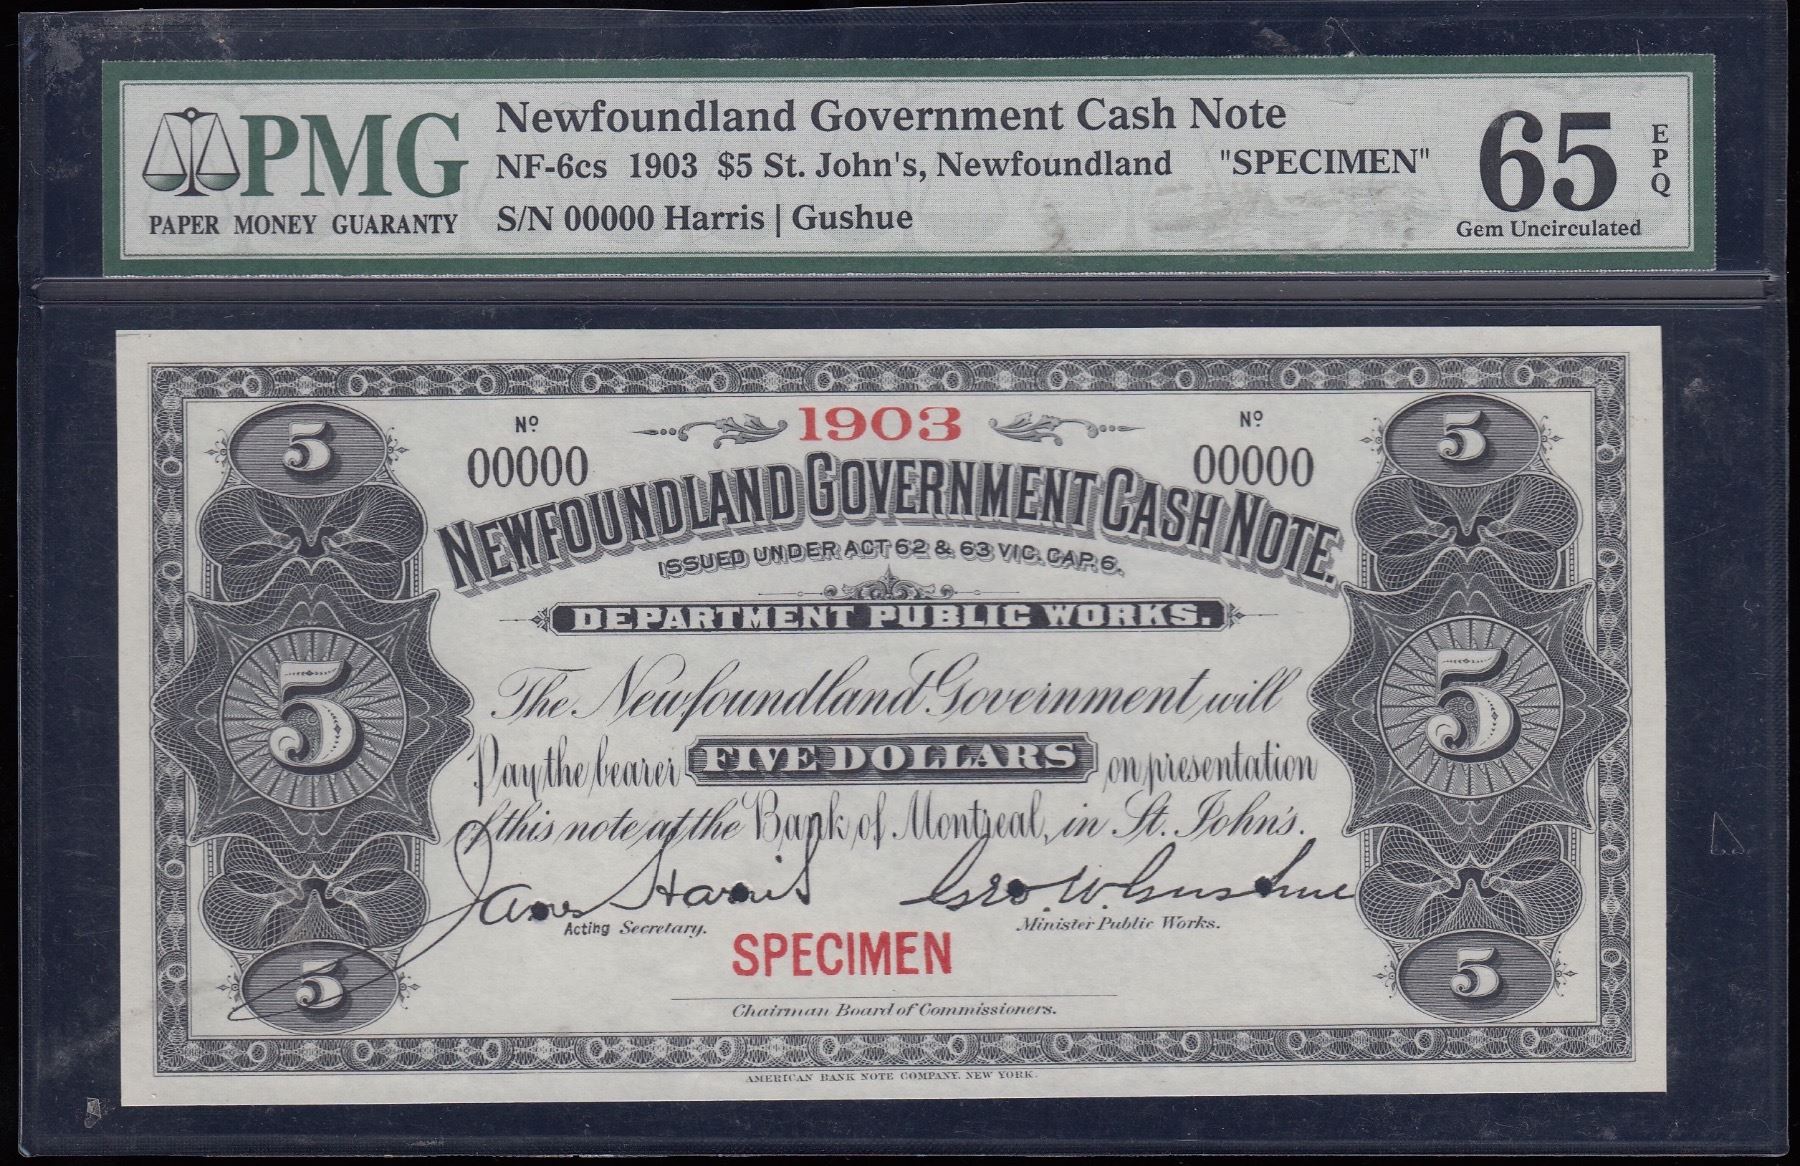 PMG
PAPER MONEY GUARANTY
Newfoundland Government Cash Note
NF-6cs 1903 $5 St. John's, Newfoundland "SPECIMEN"
S/N 00000 Harris | Gushue
65
EPQ
Gem Uncirculated
5
1903
5
Nº
Nº
00000
00000
NEWFOUNDLAND GOVERNMENT CASH NOTE.
ISSUED UNDER ACT 62 & 63 VIC. CAP. 6.
DEPARTMENT PUBLIC WORKS.
The Newfoundland Government will
5
Pay the bearer FIVE DOLLARS on presentation
5
of this note at the Bank of Montreal, in St. John's.
James Harris
Geo. W. Gushue
Acting Secretary.
Minister Public Works.
SPECIMEN
5
5
Chairman Board of Commissioners.
AMERICAN BANK NOTE COMPANY, NEW YORK.